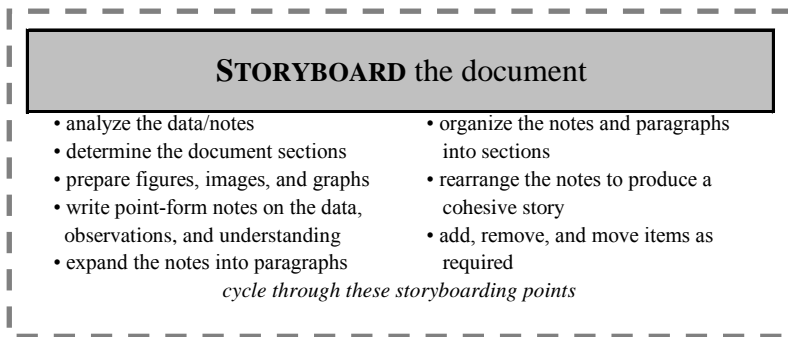 STORYBOARD the document
• analyze the data/notes
• determine the document sections
• prepare figures, images, and graphs
• write point-form notes on the data,
observations, and understanding
• expand the notes into paragraphs
• organize the notes and paragraphs
into sections
• rearrange the notes to produce a
cohesive story
• add, remove, and move items as
required
cycle through these storyboarding points